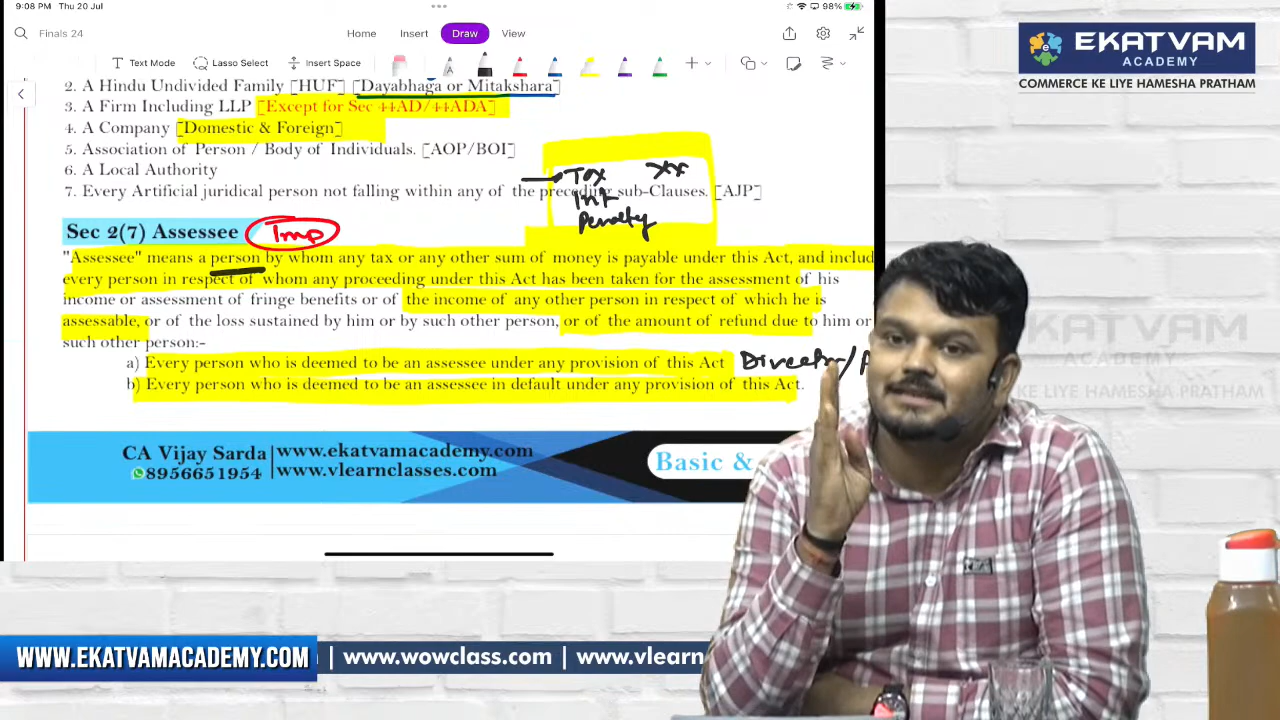 9:08 PM Thu 20 Jul
98%
Finals 24
Home
Insert
Draw
View
Text Mode
Lasso Select
Insert Space
2. A Hindu Undivided Family [HUF] [Dayabhaga or Mitakshara]
3. A Firm Including LLP [Except for Sec 44AD/44ADA]
4. A Company [Domestic & Foreign]
5. Association of Person / Body of Individuals. [AOP/BOI]
6. A Local Authority
7. Every Artificial juridical person not falling within any of the preceding sub-Clauses. [AJP]
Tax xx
Int
Penalty
Sec 2(7) Assessee Imp
"Assessee" means a person by whom any tax or any other sum of money is payable under this Act, and includ
every person in respect of whom any proceeding under this Act has been taken for the assessment of his
income or assessment of fringe benefits or of the income of any other person in respect of which he is
assessable, or of the loss sustained by him or by such other person, or of the amount of refund due to him or
such other person:-
a) Every person who is deemed to be an assessee under any provision of this Act Director/
b) Every person who is deemed to be an assessee in default under any provision of this Act.
CA Vijay Sarda
8956651954
www.ekatvamacademy.com
www.vlearnclasses.com
Basic &
EKATVAM
ACADEMY
COMMERCE KE LIYE HAMESHA PRATHAM
EKATVAM
ACADEMY
KE LIYE HAMESHA PRATHAM
WWW.EKATVAMACADEMY.COM
| www.wowclass.com | www.vlearn